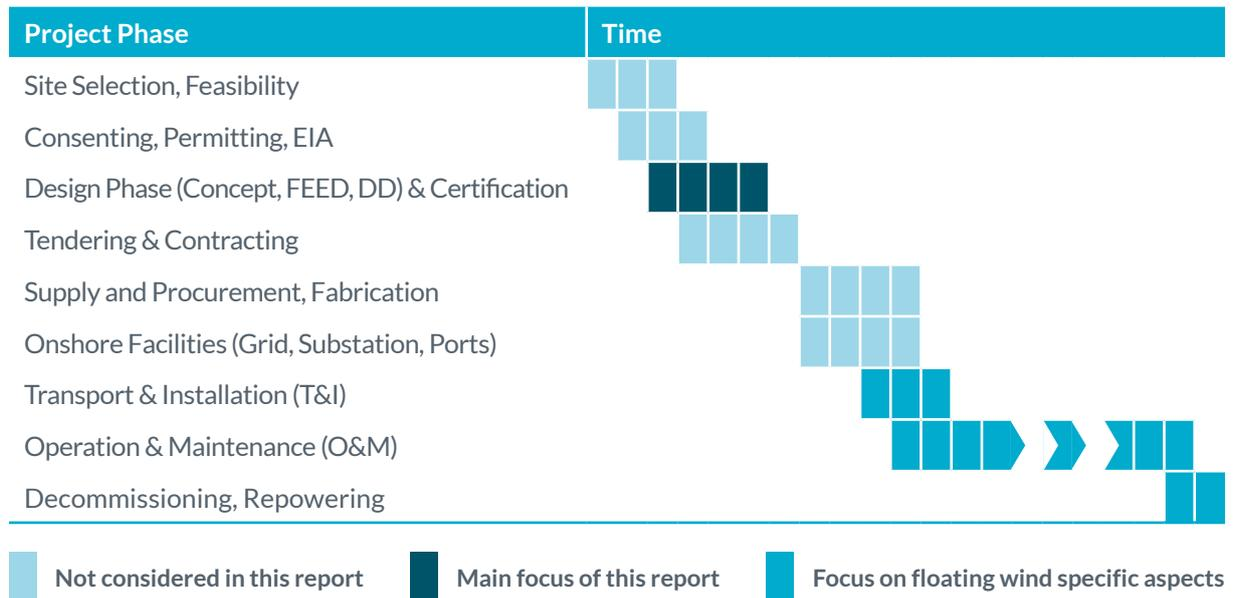 Project Phase Time
Site Selection, Feasibility
Consenting, Permitting, EIA
Design Phase (Concept, FEED, DD) & Certification
Tendering & Contracting
Supply and Procurement, Fabrication
Onshore Facilities (Grid, Substation, Ports)
Transport & Installation (T&I)
Operation & Maintenance (O&M)
Decommissioning, Repowering
Not considered in this report Main focus of this report Focus on floating wind specific aspects